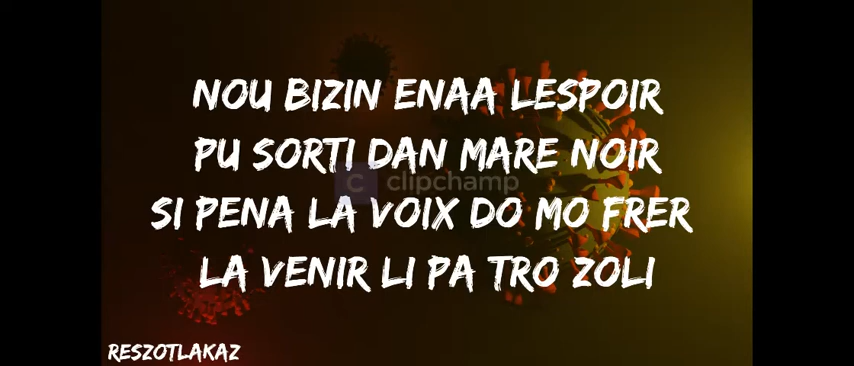 NOU BIZIN ENAA LESPOIR
PU SORTI DAN MARE NOIR
clipchamp
SI PENA LA VOIX DO MO FRER
LA VENIR LI PA TRO ZOLI
RESZOTLAKAZ